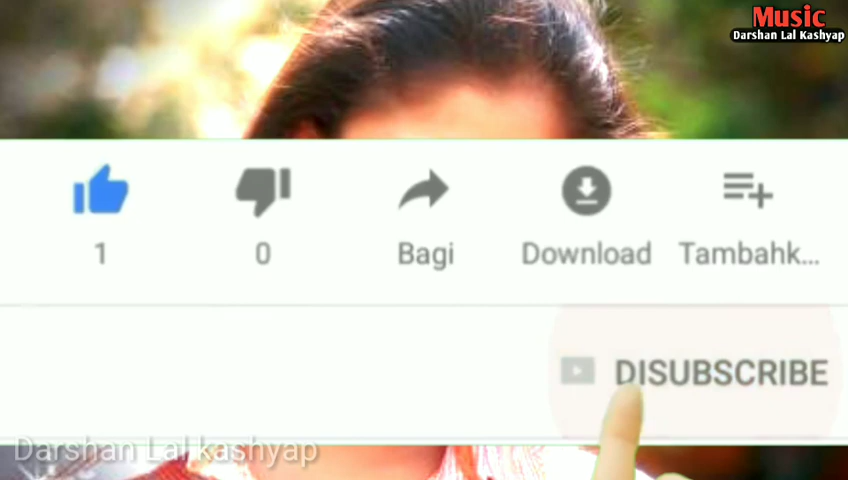 Music
Darshan Lal Kashyap
1
0
Bagi
Download
Tambahk...
DISUBSCRIBE
Darshan Lal kashyap